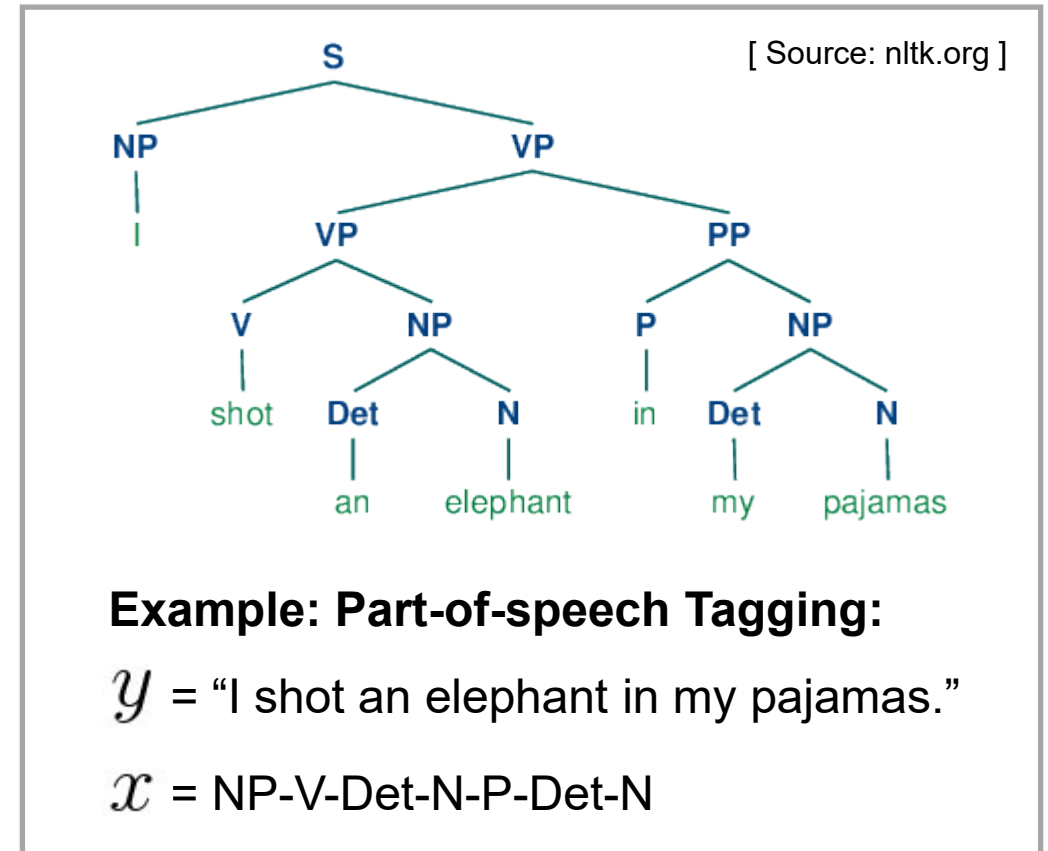 S
[ Source: nltk.org ]
NP VP
I VP PP
V NP P NP
shot Det N in Det N
an elephant my pajamas
Example: Part-of-speech Tagging:
y = “I shot an elephant in my pajamas.”
x = NP-V-Det-N-P-Det-N